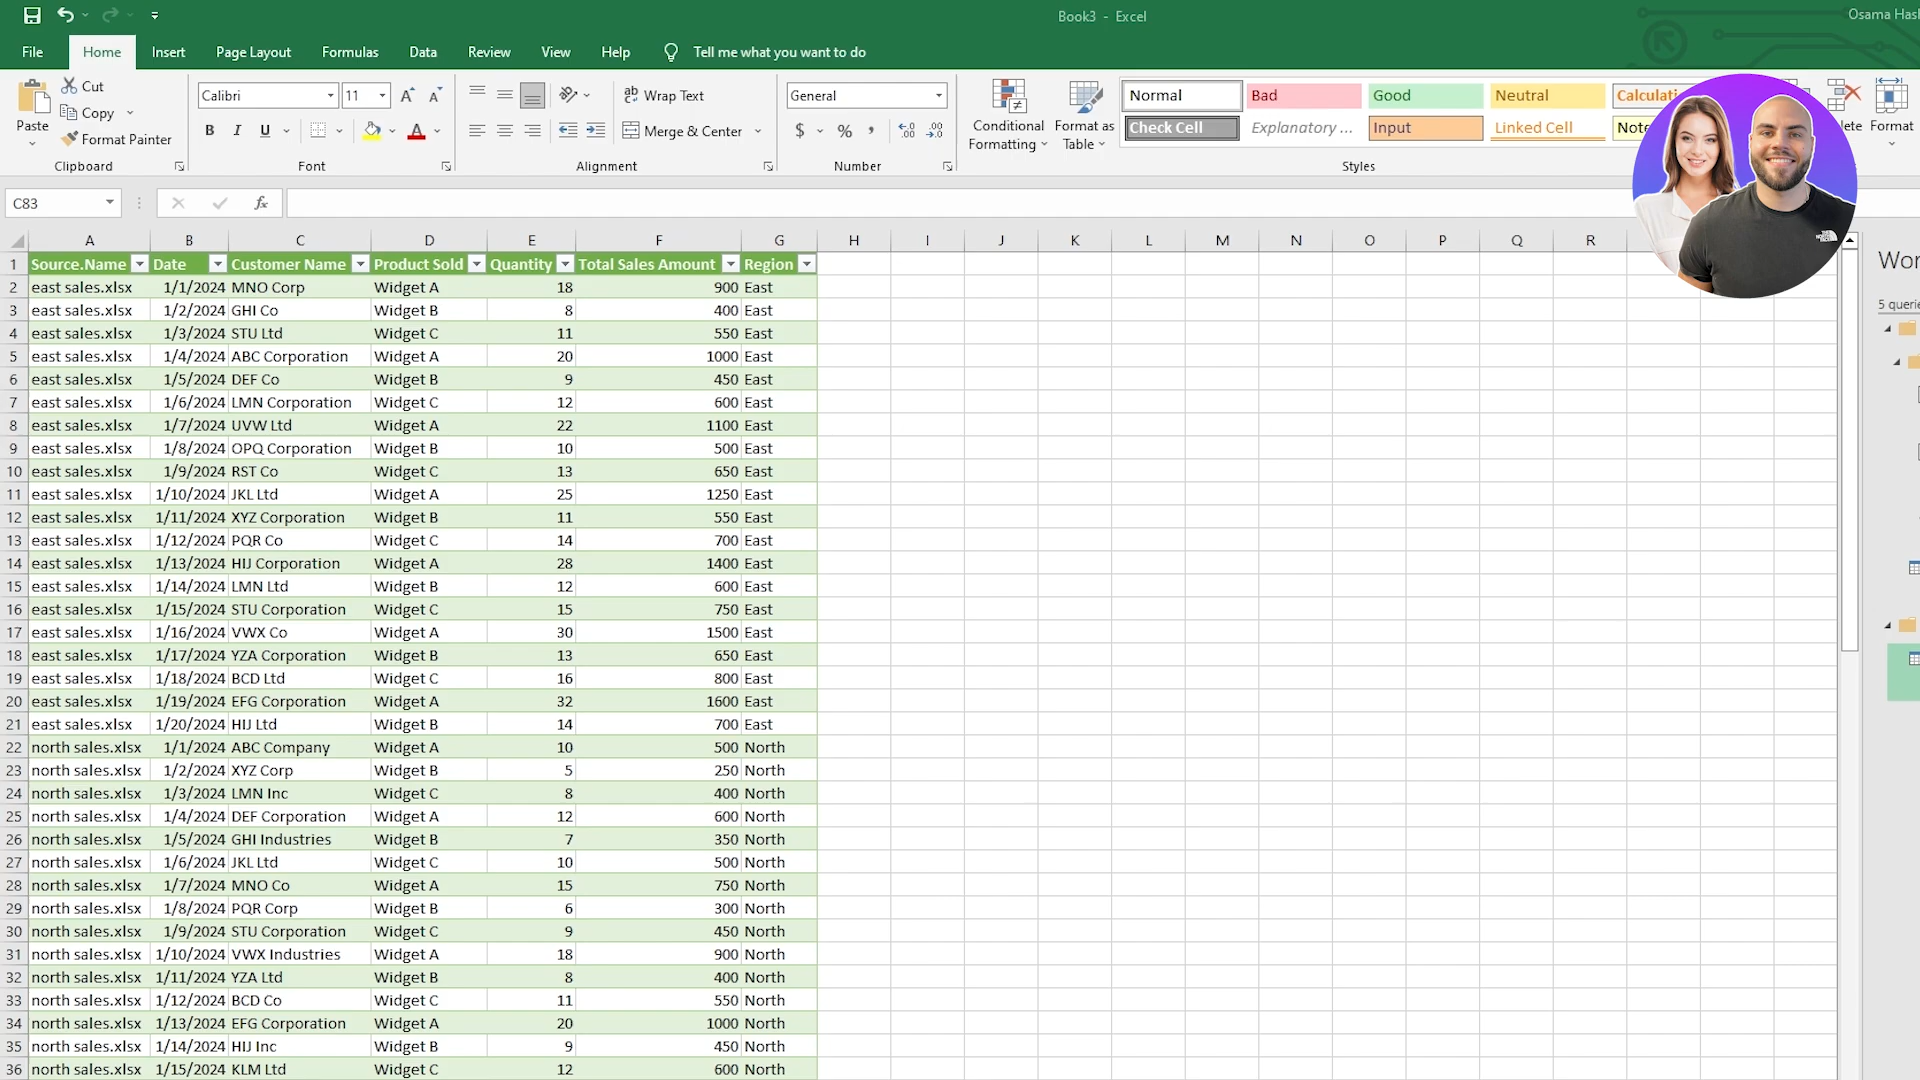 Book3 - Excel
Osama Hasl
File Home Insert Page Layout Formulas Data Review View Help Tell me what you want to do
Paste
Cut
Copy
Format Painter
Clipboard
Calibri 11
B I U
Font
Wrap Text
Merge & Center
Alignment
General
$ % ,
Number
Conditional Formatting
Format as Table
Normal Bad Good Neutral Calculati
Check Cell Explanatory ... Input Linked Cell Note
Styles
lete
Format
C83
fx
A B C D E F G H I J K L M N O P Q R
1 Source.Name Date Customer Name Product Sold Quantity Total Sales Amount Region
2 east sales.xlsx 1/1/2024 MNO Corp Widget A 18 900 East
3 east sales.xlsx 1/2/2024 GHI Co Widget B 8 400 East
4 east sales.xlsx 1/3/2024 STU Ltd Widget C 11 550 East
5 east sales.xlsx 1/4/2024 ABC Corporation Widget A 20 1000 East
6 east sales.xlsx 1/5/2024 DEF Co Widget B 9 450 East
7 east sales.xlsx 1/6/2024 LMN Corporation Widget C 12 600 East
8 east sales.xlsx 1/7/2024 UVW Ltd Widget A 22 1100 East
9 east sales.xlsx 1/8/2024 OPQ Corporation Widget B 10 500 East
10 east sales.xlsx 1/9/2024 RST Co Widget C 13 650 East
11 east sales.xlsx 1/10/2024 JKL Ltd Widget A 25 1250 East
12 east sales.xlsx 1/11/2024 XYZ Corporation Widget B 11 550 East
13 east sales.xlsx 1/12/2024 PQR Co Widget C 14 700 East
14 east sales.xlsx 1/13/2024 HIJ Corporation Widget A 28 1400 East
15 east sales.xlsx 1/14/2024 LMN Ltd Widget B 12 600 East
16 east sales.xlsx 1/15/2024 STU Corporation Widget C 15 750 East
17 east sales.xlsx 1/16/2024 VWX Co Widget A 30 1500 East
18 east sales.xlsx 1/17/2024 YZA Corporation Widget B 13 650 East
19 east sales.xlsx 1/18/2024 BCD Ltd Widget C 16 800 East
20 east sales.xlsx 1/19/2024 EFG Corporation Widget A 32 1600 East
21 east sales.xlsx 1/20/2024 HIJ Ltd Widget B 14 700 East
22 north sales.xlsx 1/1/2024 ABC Company Widget A 10 500 North
23 north sales.xlsx 1/2/2024 XYZ Corp Widget B 5 250 North
24 north sales.xlsx 1/3/2024 LMN Inc Widget C 8 400 North
25 north sales.xlsx 1/4/2024 DEF Corporation Widget A 12 600 North
26 north sales.xlsx 1/5/2024 GHI Industries Widget B 7 350 North
27 north sales.xlsx 1/6/2024 JKL Ltd Widget C 10 500 North
28 north sales.xlsx 1/7/2024 MNO Co Widget A 15 750 North
29 north sales.xlsx 1/8/2024 PQR Corp Widget B 6 300 North
30 north sales.xlsx 1/9/2024 STU Corporation Widget C 9 450 North
31 north sales.xlsx 1/10/2024 VWX Industries Widget A 18 900 North
32 north sales.xlsx 1/11/2024 YZA Ltd Widget B 8 400 North
33 north sales.xlsx 1/12/2024 BCD Co Widget C 11 550 North
34 north sales.xlsx 1/13/2024 EFG Corporation Widget A 20 1000 North
35 north sales.xlsx 1/14/2024 HIJ Inc Widget B 9 450 North
36 north sales.xlsx 1/15/2024 KLM Ltd Widget C 12 600 North
Wor
5 querie